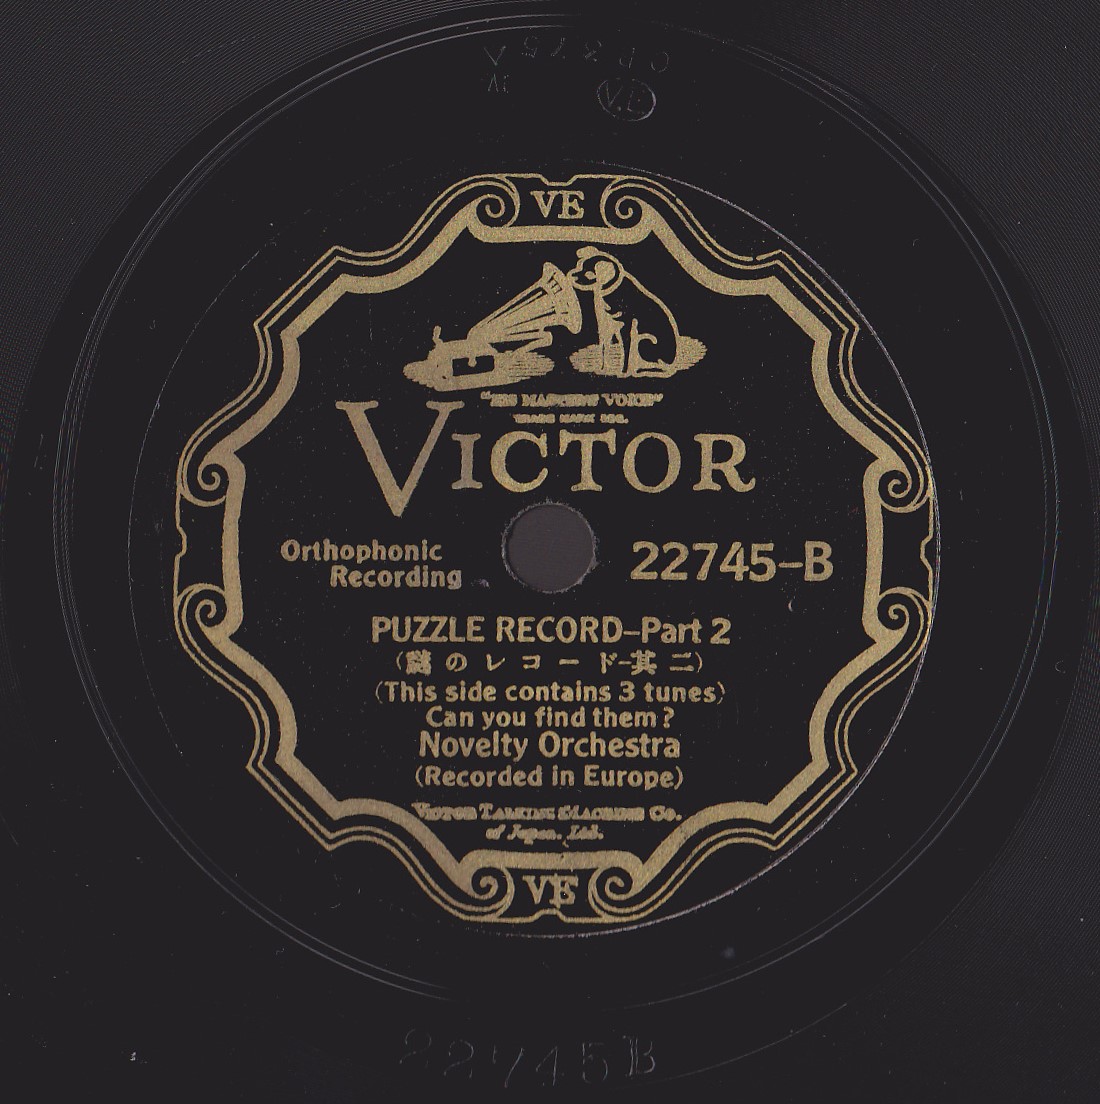 VE
"HIS MASTERS VOICE"
TRADE MARK REG.
VICTOR
Orthophonic
Recording
22745-B
PUZZLE RECORD-Part 2
(謎のレコード-其二)
(This side contains 3 tunes)
Can you find them?
Novelty Orchestra
(Recorded in Europe)
VICTOR TALKING MACHINE CO.
of Japan, Ltd.
VE
22745B